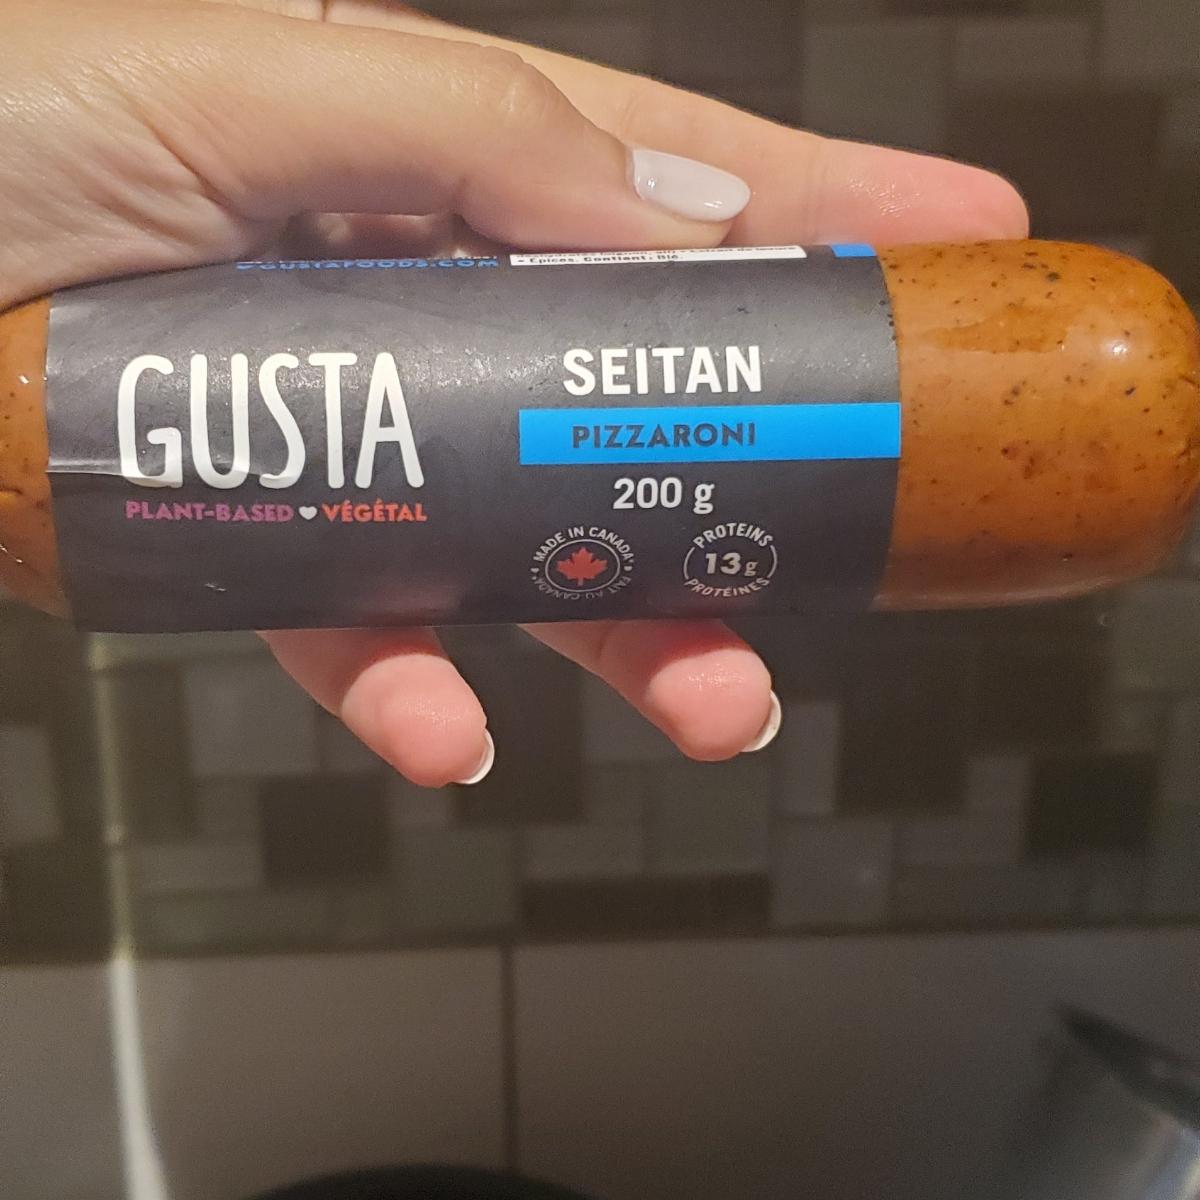 GUSTAFOODS.COM
• Épices. Contient : Blé.
GUSTA
PLANT-BASED VÉGÉTAL
SEITAN
PIZZARONI
200 g
MADE IN CANADA • FAIT AU CANADA •
PROTEINS
13g
PROTÉINES